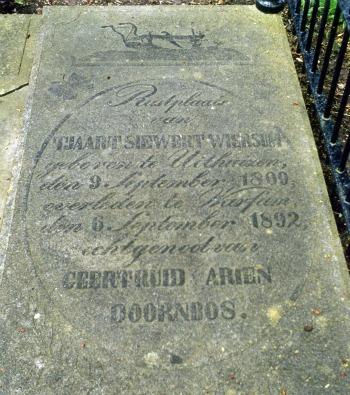 Rustplaats
van
TJAART SIEWERT WIERSUM
geboren te Uithuizen,
den 9 September 1809,
overleden te Warfum,
den 6 September 1892,
echtgenoot van
GEERTRUID ARIEN
DOORNBOS.